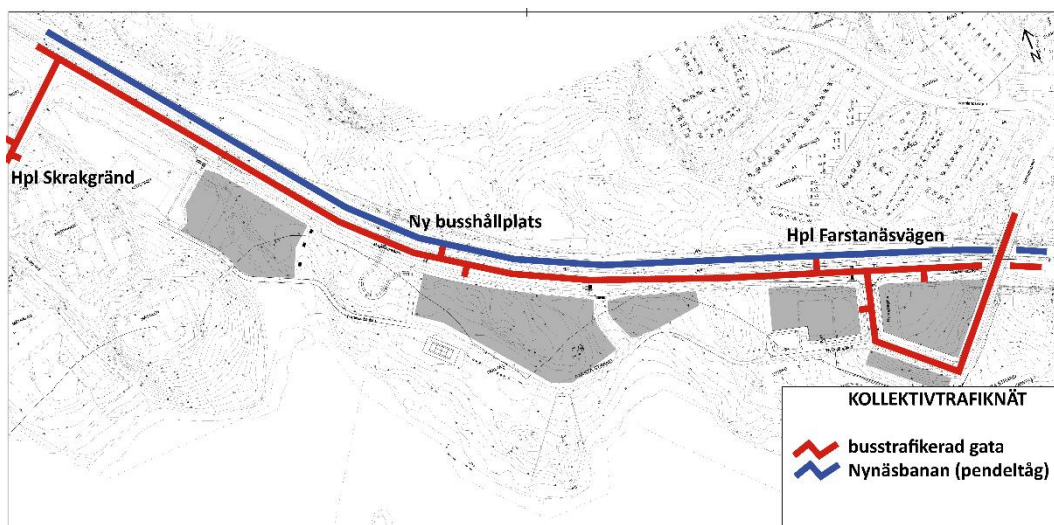 N
Hpl Skrakgränd
Ny busshållplats
Hpl Farstanäsvägen
KOLLEKTIVTRAFIKNÄT
busstrafikerad gata
Nynäsbanan (pendeltåg)